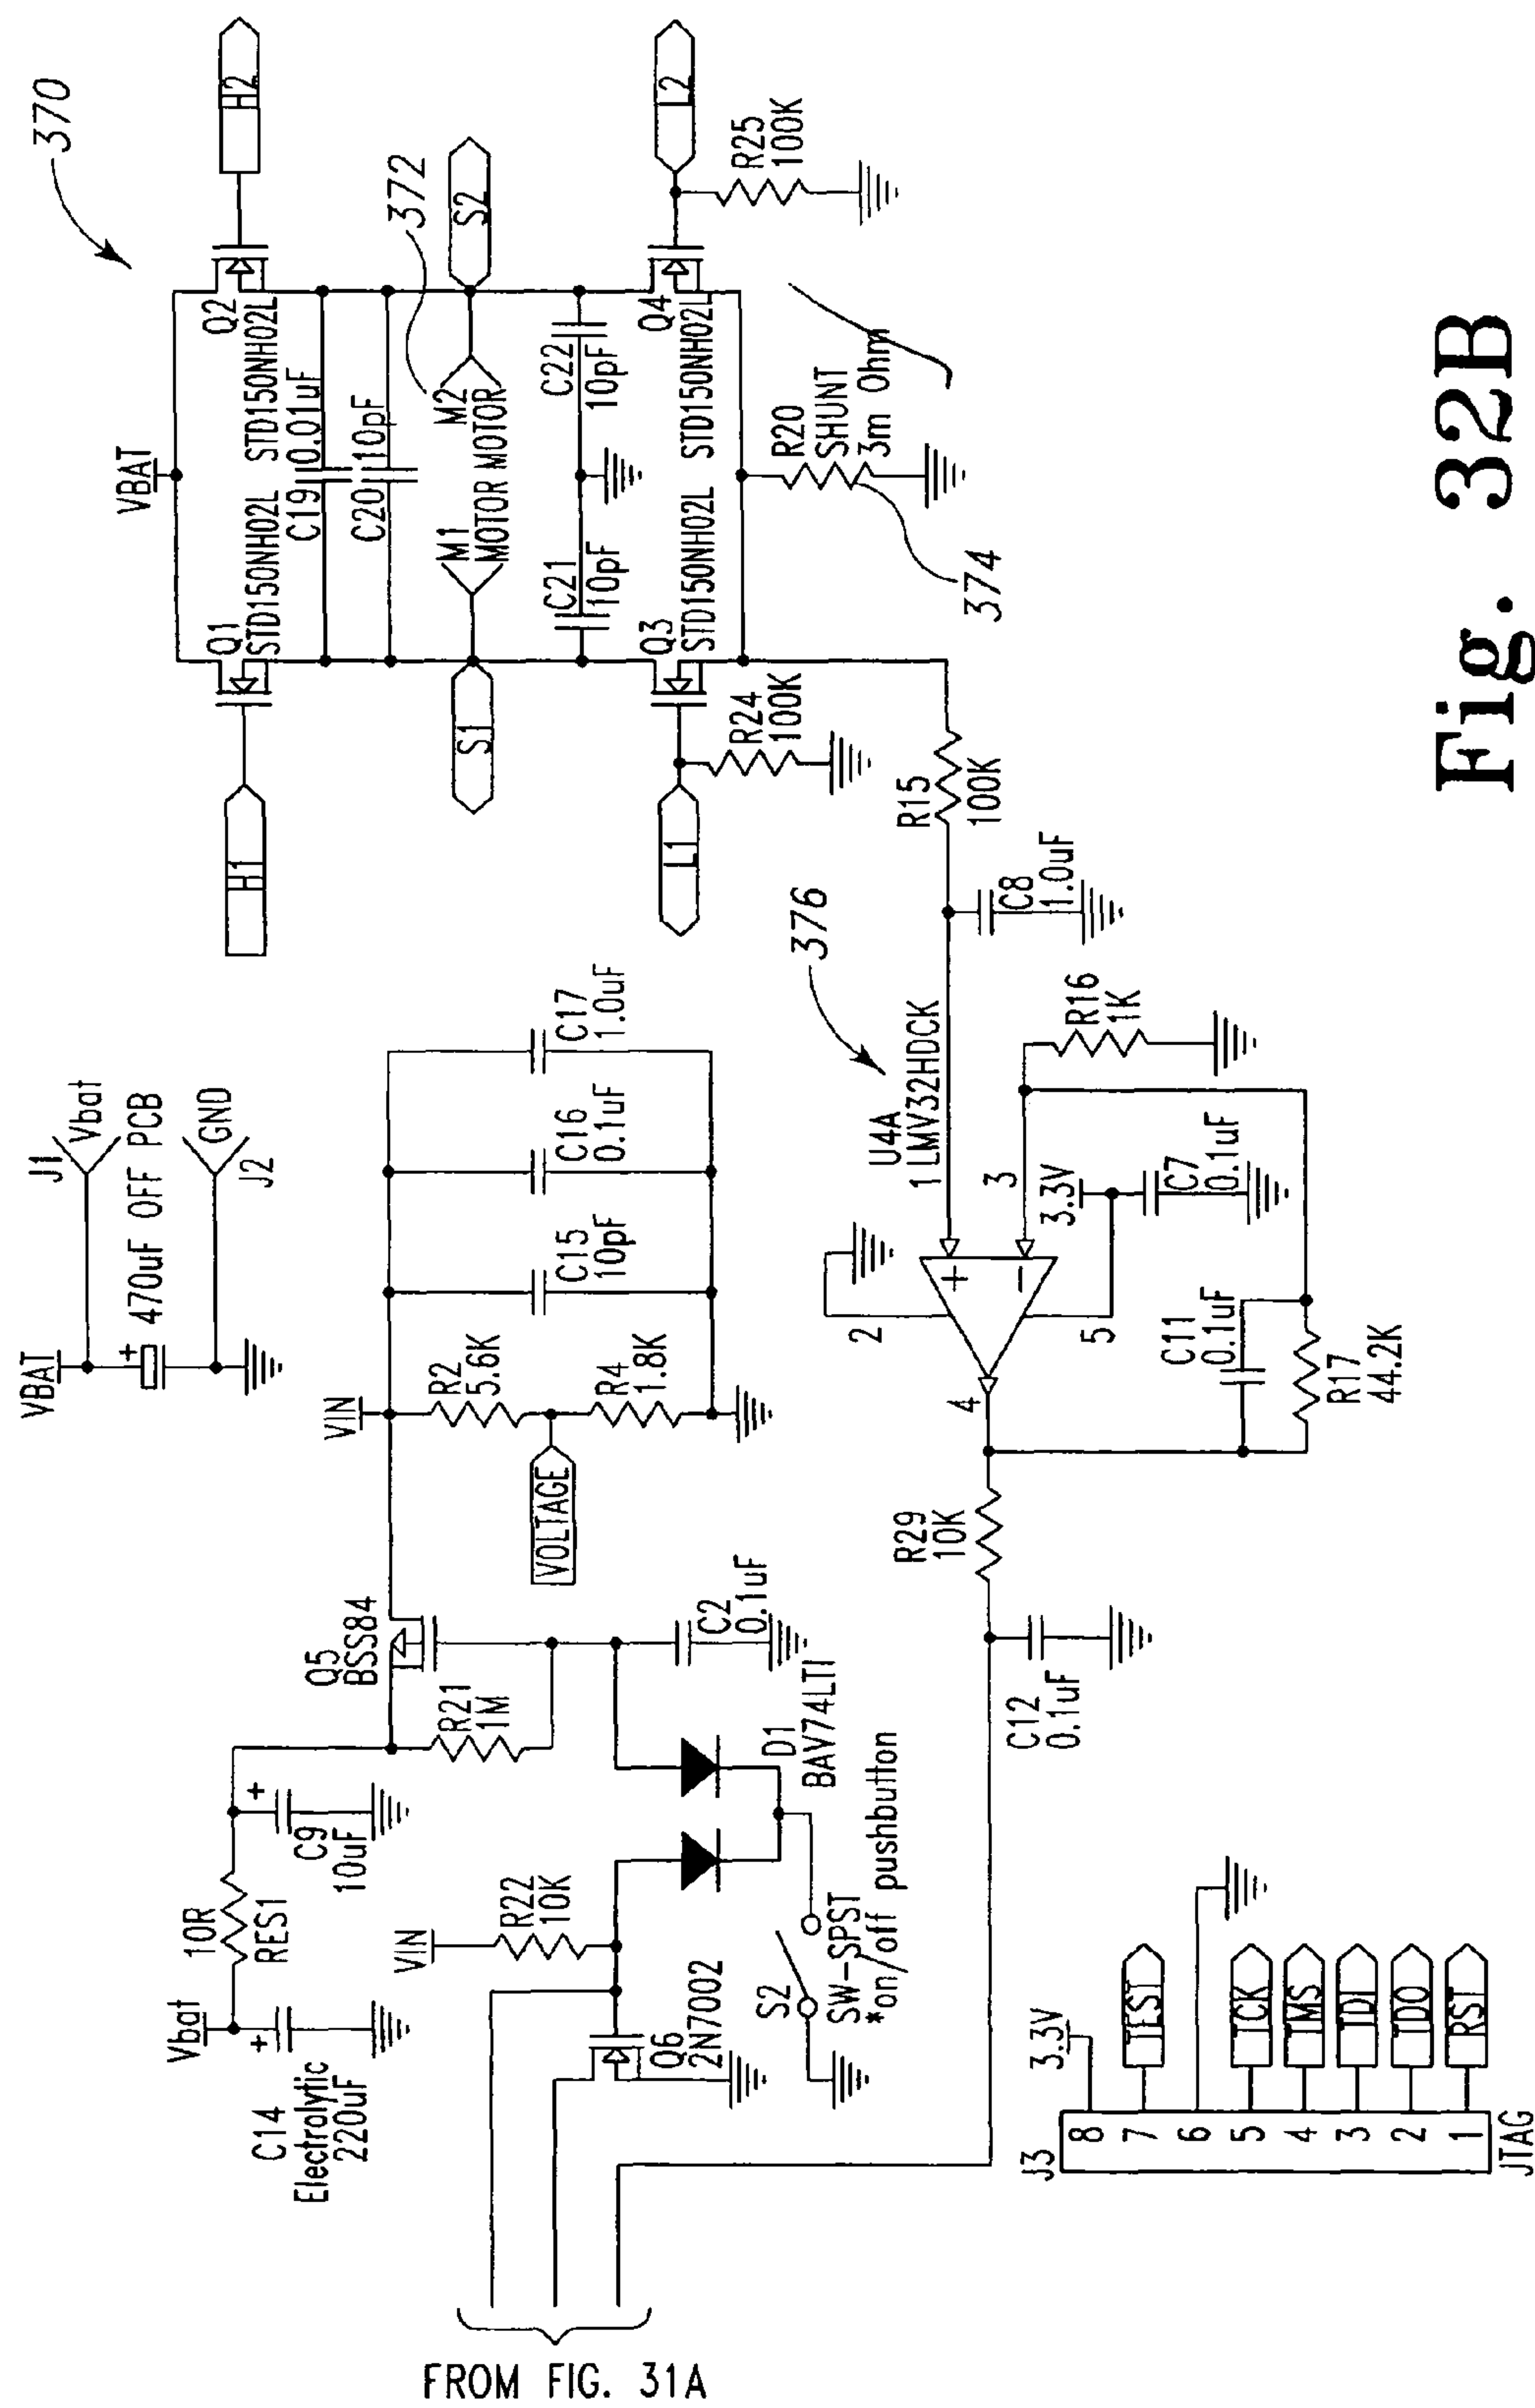 370
VBAT
H1
H2
Q1
STD150NH02L
Q2
STD150NH02L
C19
0.01uF
C20
10pF
372
S1
M1
MOTOR
M2
MOTOR
S2
C21
10pF
C22
10pF
L1
Q3
STD150NH02L
Q4
STD150NH02L
L2
R24
100K
R25
100K
R20
SHUNT
3m Ohm
374
R15
100K
VBAT
J1
Vbat
+
470uF OFF PCB
GND
J2
Vbat
10R
RES1
+
C14
Electrolytic
220uF
+
C9
10uF
Q5
BSS84
R21
1M
VIN
R2
5.6K
R4
1.8K
VOLTAGE
C15
10pF
C16
0.1uF
C17
1.0uF
VIN
R22
10K
C2
0.1uF
Q6
2N7002
D1
BAV74LTI
S2
SW-SPST
*on/off pushbutton
FROM FIG. 31A
376
U4A
LMV32HDCK
1
2
3
4
5
+
−
3.3V
C7
0.1uF
C8
1.0uF
R16
1K
C11
0.1uF
R17
44.2K
R29
10K
C12
0.1uF
J3
3.3V
8
7
TEST
6
5
TCK
4
TMS
3
TDI
2
TDO
1
RST
JTAG
Fig. 32B